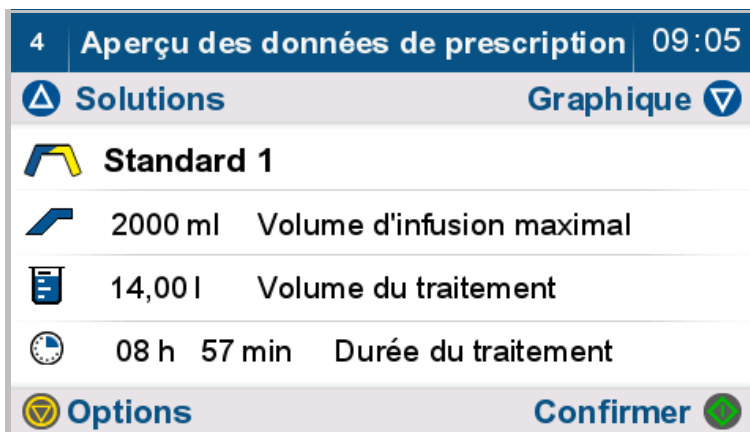 4 Aperçu des données de prescription 09:05
Solutions Graphique
Standard 1
2000 ml Volume d'infusion maximal
14,00 l Volume du traitement
08 h 57 min Durée du traitement
Options Confirmer